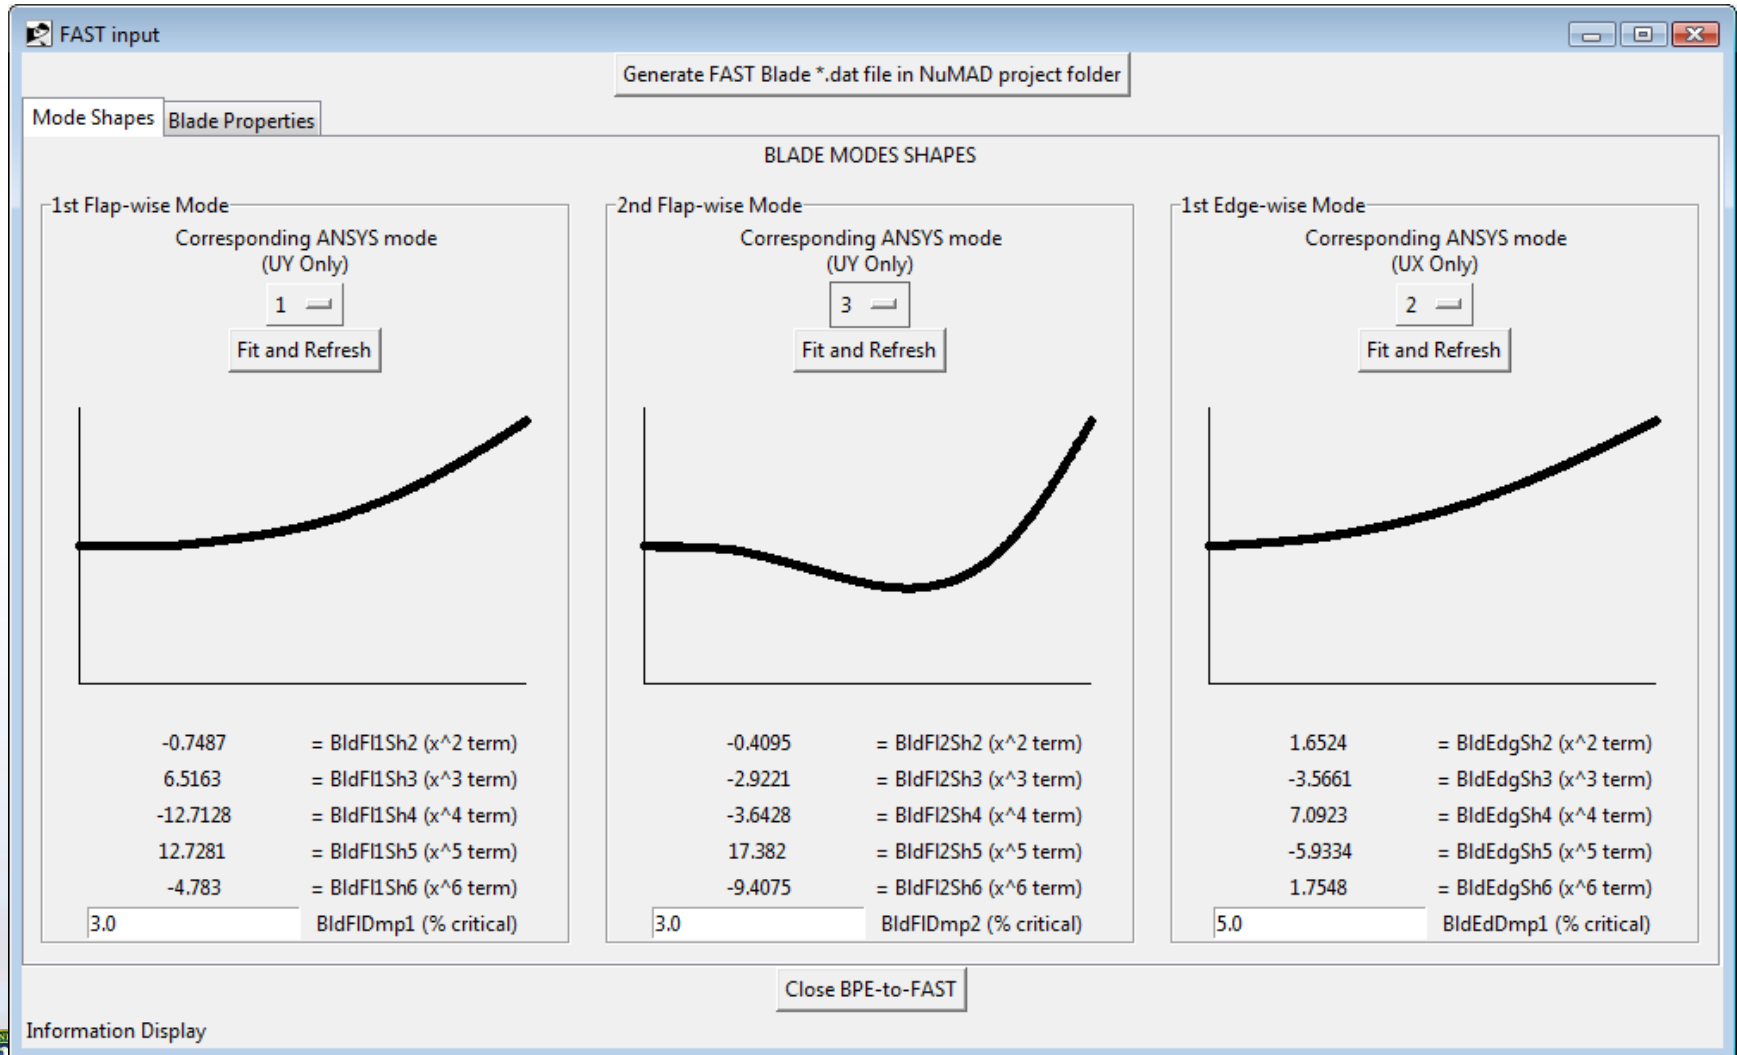 FAST input
Generate FAST Blade *.dat file in NuMAD project folder
Mode Shapes Blade Properties
BLADE MODES SHAPES
1st Flap-wise Mode
Corresponding ANSYS mode
(UY Only)
1
Fit and Refresh
-0.7487 = BldFl1Sh2 (x^2 term)
6.5163 = BldFl1Sh3 (x^3 term)
-12.7128 = BldFl1Sh4 (x^4 term)
12.7281 = BldFl1Sh5 (x^5 term)
-4.783 = BldFl1Sh6 (x^6 term)
3.0 BldFlDmp1 (% critical)
2nd Flap-wise Mode
Corresponding ANSYS mode
(UY Only)
3
Fit and Refresh
-0.4095 = BldFl2Sh2 (x^2 term)
-2.9221 = BldFl2Sh3 (x^3 term)
-3.6428 = BldFl2Sh4 (x^4 term)
17.382 = BldFl2Sh5 (x^5 term)
-9.4075 = BldFl2Sh6 (x^6 term)
3.0 BldFlDmp2 (% critical)
1st Edge-wise Mode
Corresponding ANSYS mode
(UX Only)
2
Fit and Refresh
1.6524 = BldEdgSh2 (x^2 term)
-3.5661 = BldEdgSh3 (x^3 term)
7.0923 = BldEdgSh4 (x^4 term)
-5.9334 = BldEdgSh5 (x^5 term)
1.7548 = BldEdgSh6 (x^6 term)
5.0 BldEdDmp1 (% critical)
Close BPE-to-FAST
Information Display